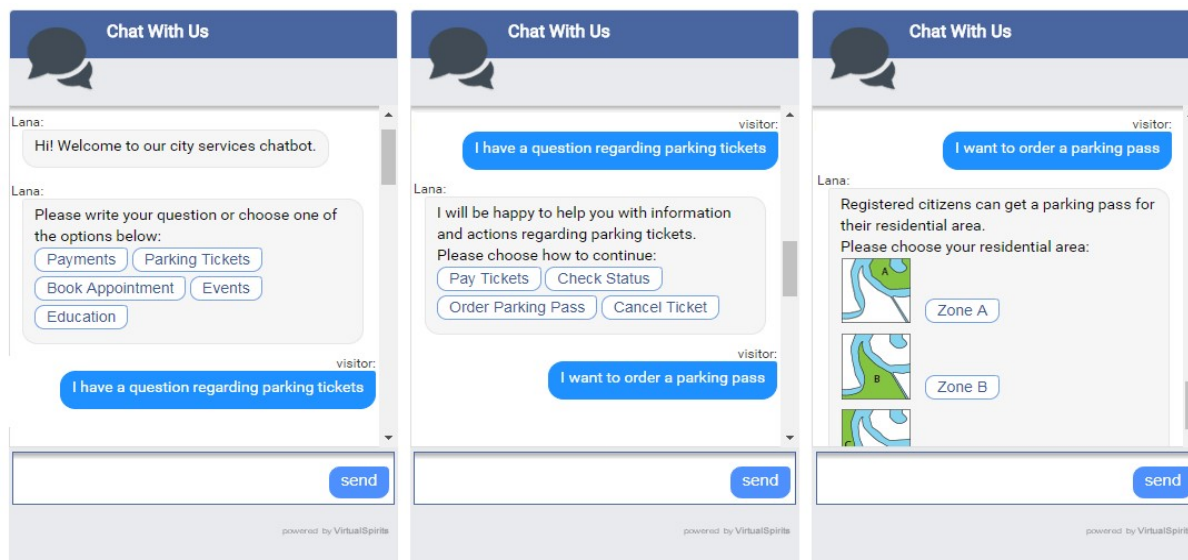 Chat With Us
Lana:
Hi! Welcome to our city services chatbot.
Lana:
Please write your question or choose one of
the options below:
Payments Parking Tickets
Book Appointment Events
Education
visitor:
I have a question regarding parking tickets
send
powered by VirtualSpirits
Chat With Us
visitor:
I have a question regarding parking tickets
Lana:
I will be happy to help you with information
and actions regarding parking tickets.
Please choose how to continue:
Pay Tickets Check Status
Order Parking Pass Cancel Ticket
visitor:
I want to order a parking pass
send
powered by VirtualSpirits
Chat With Us
visitor:
I want to order a parking pass
Lana:
Registered citizens can get a parking pass for
their residential area.
Please choose your residential area:
A
Zone A
B
Zone B
C
send
powered by VirtualSpirit